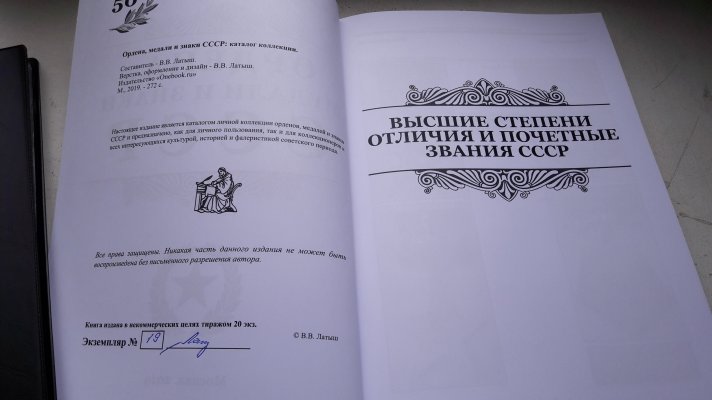 50
Ордена, медали и знаки СССР: каталог коллекции.
Составитель - В.В. Латыш.
Верстка, оформление и дизайн - В.В. Латыш.
Издательство «Onebook.ru»
М., 2019. - 272 с.
Настоящее издание является каталогом личной коллекции орденов, медалей и знаков
СССР и предназначено, как для личного пользования, так и для коллекционеров и
всех интересующихся культурой, историей и фалеристикой советского периода.
Все права защищены. Никакая часть данного издания не может быть
воспроизведена без письменного разрешения автора.
Книга издана в некоммерческих целях тиражом 20 экз.
Экземпляр № 19
© В.В. Латыш
ВЫСШИЕ СТЕПЕНИ
ОТЛИЧИЯ И ПОЧЕТНЫЕ
ЗВАНИЯ СССР